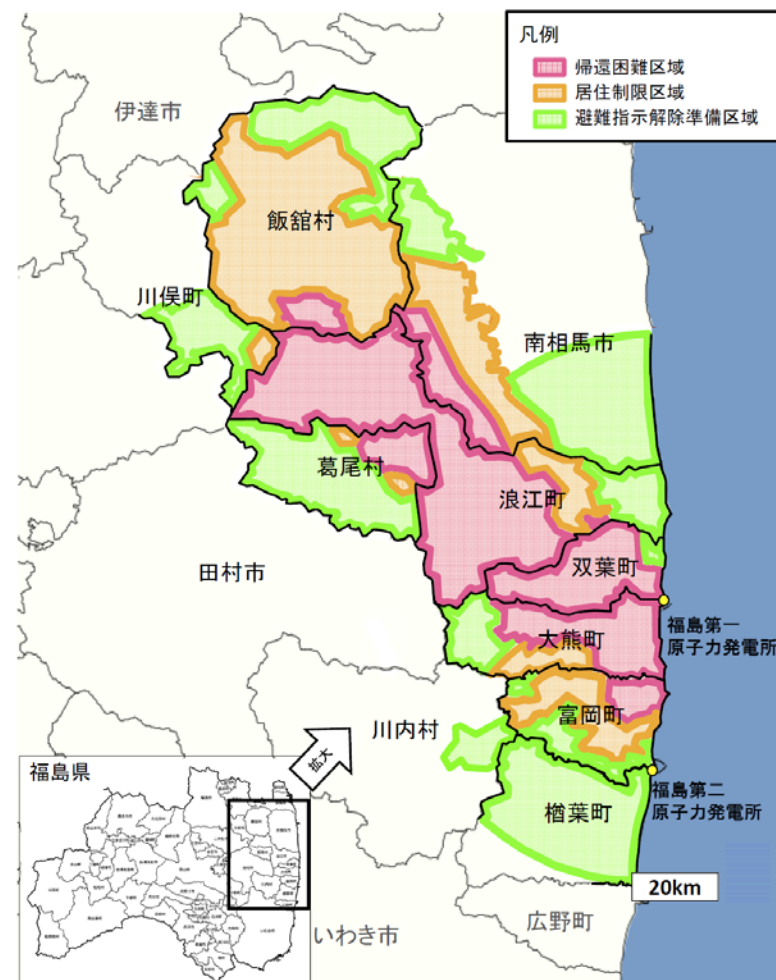 凡例
帰還困難区域
居住制限区域
避難指示解除準備区域
伊達市
飯舘村
川俣町
南相馬市
葛尾村
浪江町
田村市
双葉町
福島第一
原子力発電所
大熊町
川内村
富岡町
拡大
福島県
福島第二
原子力発電所
楢葉町
20km
いわき市
広野町